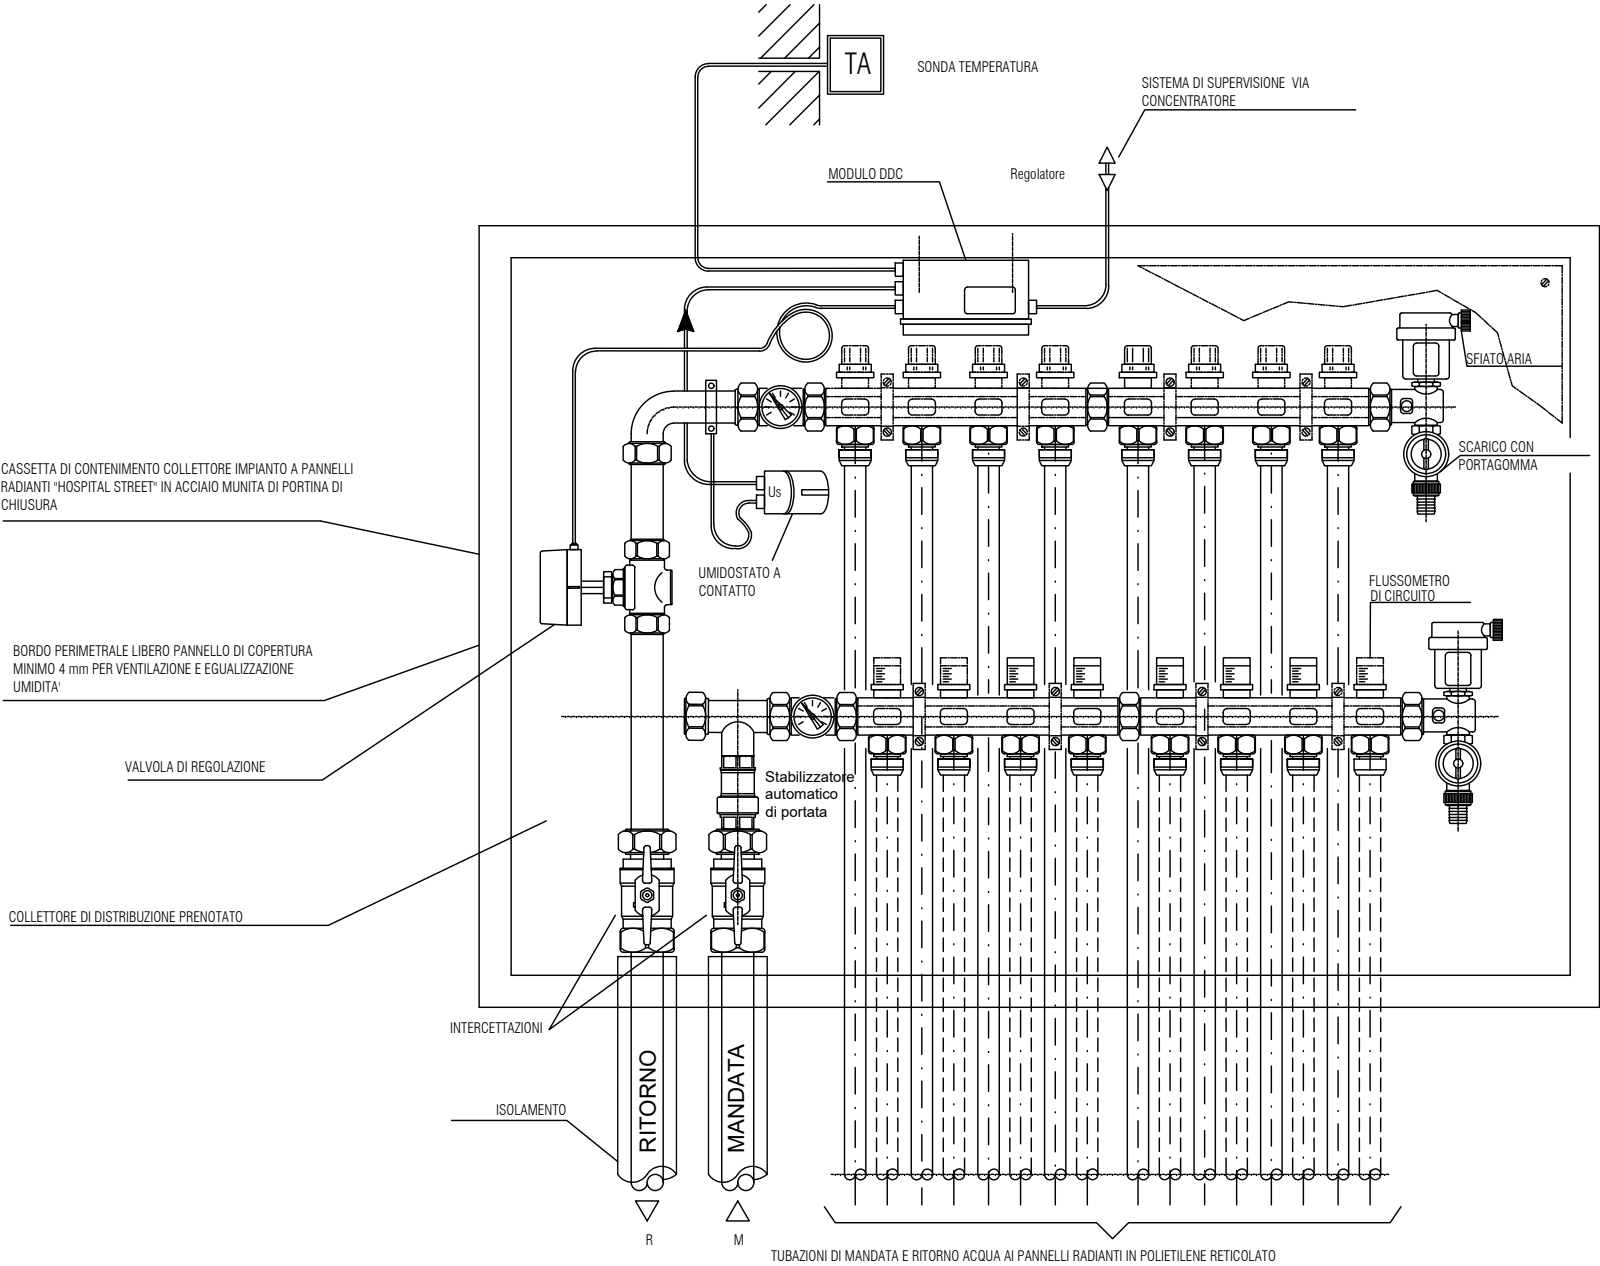 TA
SONDA TEMPERATURA
SISTEMA DI SUPERVISIONE VIA
CONCENTRATORE
MODULO DDC
Regolatore
SFIATO ARIA
SCARICO CON
PORTAGOMMA
CASSETTA DI CONTENIMENTO COLLETTORE IMPIANTO A PANNELLI
RADIANTI "HOSPITAL STREET" IN ACCIAIO MUNITA DI PORTINA DI
CHIUSURA
Us
UMIDOSTATO A
CONTATTO
FLUSSOMETRO
DI CIRCUITO
BORDO PERIMETRALE LIBERO PANNELLO DI COPERTURA
MINIMO 4 mm PER VENTILAZIONE E EGUALIZZAZIONE
UMIDITA'
VALVOLA DI REGOLAZIONE
Stabilizzatore
automatico
di portata
COLLETTORE DI DISTRIBUZIONE PRENOTATO
INTERCETTAZIONI
RITORNO
MANDATA
ISOLAMENTO
R
M
TUBAZIONI DI MANDATA E RITORNO ACQUA AI PANNELLI RADIANTI IN POLIETILENE RETICOLATO